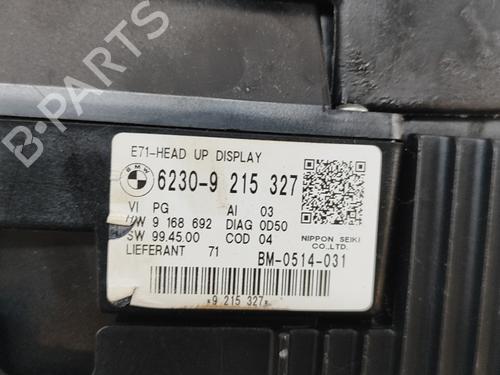 B-PARTS
E71-HEAD UP DISPLAY
BMW 6230-9 215 327
VI PG AI 03
HW 9 168 692 DIAG 0D50
SW 99.45.00 COD 04
LIEFERANT 71
NIPPON SEIKI
CO.,LTD.
BM-0514-031
*9 215 327*